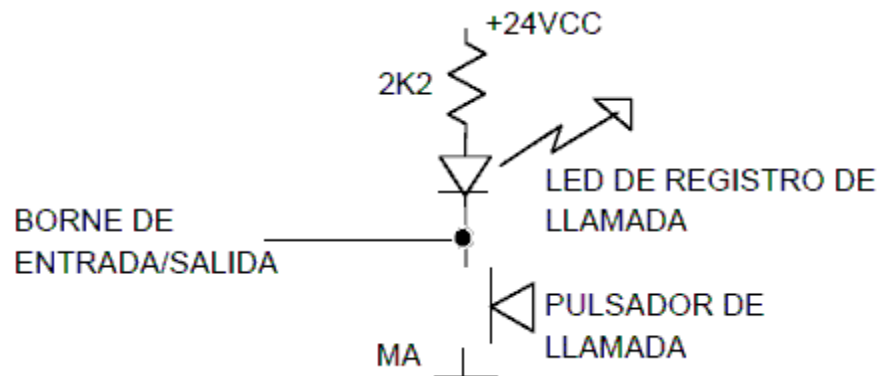 +24VCC
2K2
LED DE REGISTRO DE
LLAMADA
BORNE DE
ENTRADA/SALIDA
PULSADOR DE
LLAMADA
MA